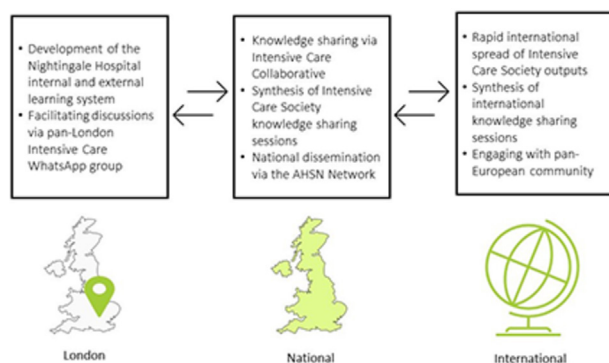 • Development of the
Nightingale Hospital
internal and external
learning system
• Facilitating discussions
via pan-London
Intensive Care
WhatsApp group
• Knowledge sharing via
Intensive Care
Collaborative
• Synthesis of Intensive
Care Society
knowledge sharing
sessions
• National dissemination
via the AHSN Network
• Rapid international
spread of Intensive
Care Society outputs
• Synthesis of
international
knowledge sharing
sessions
• Engaging with pan-
European community
London
National
International